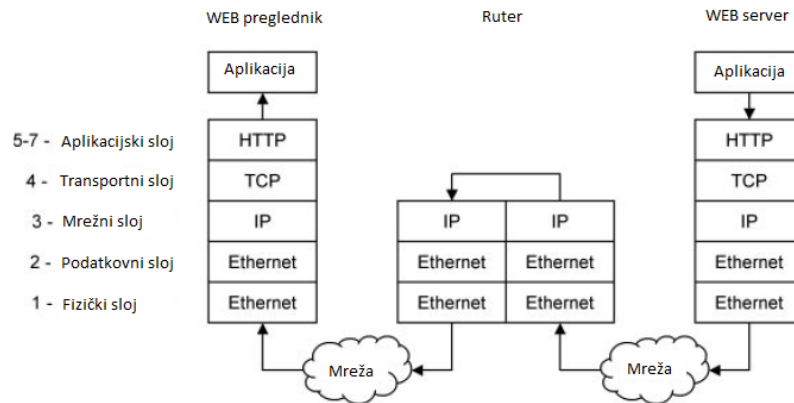 WEB preglednik
Ruter
WEB server
Aplikacija
Aplikacija
5-7 - Aplikacijski sloj
HTTP
HTTP
4 - Transportni sloj
TCP
TCP
3 - Mrežni sloj
IP
IP
IP
IP
2 - Podatkovni sloj
Ethernet
Ethernet
Ethernet
Ethernet
1 - Fizički sloj
Ethernet
Ethernet
Ethernet
Ethernet
Mreža
Mreža